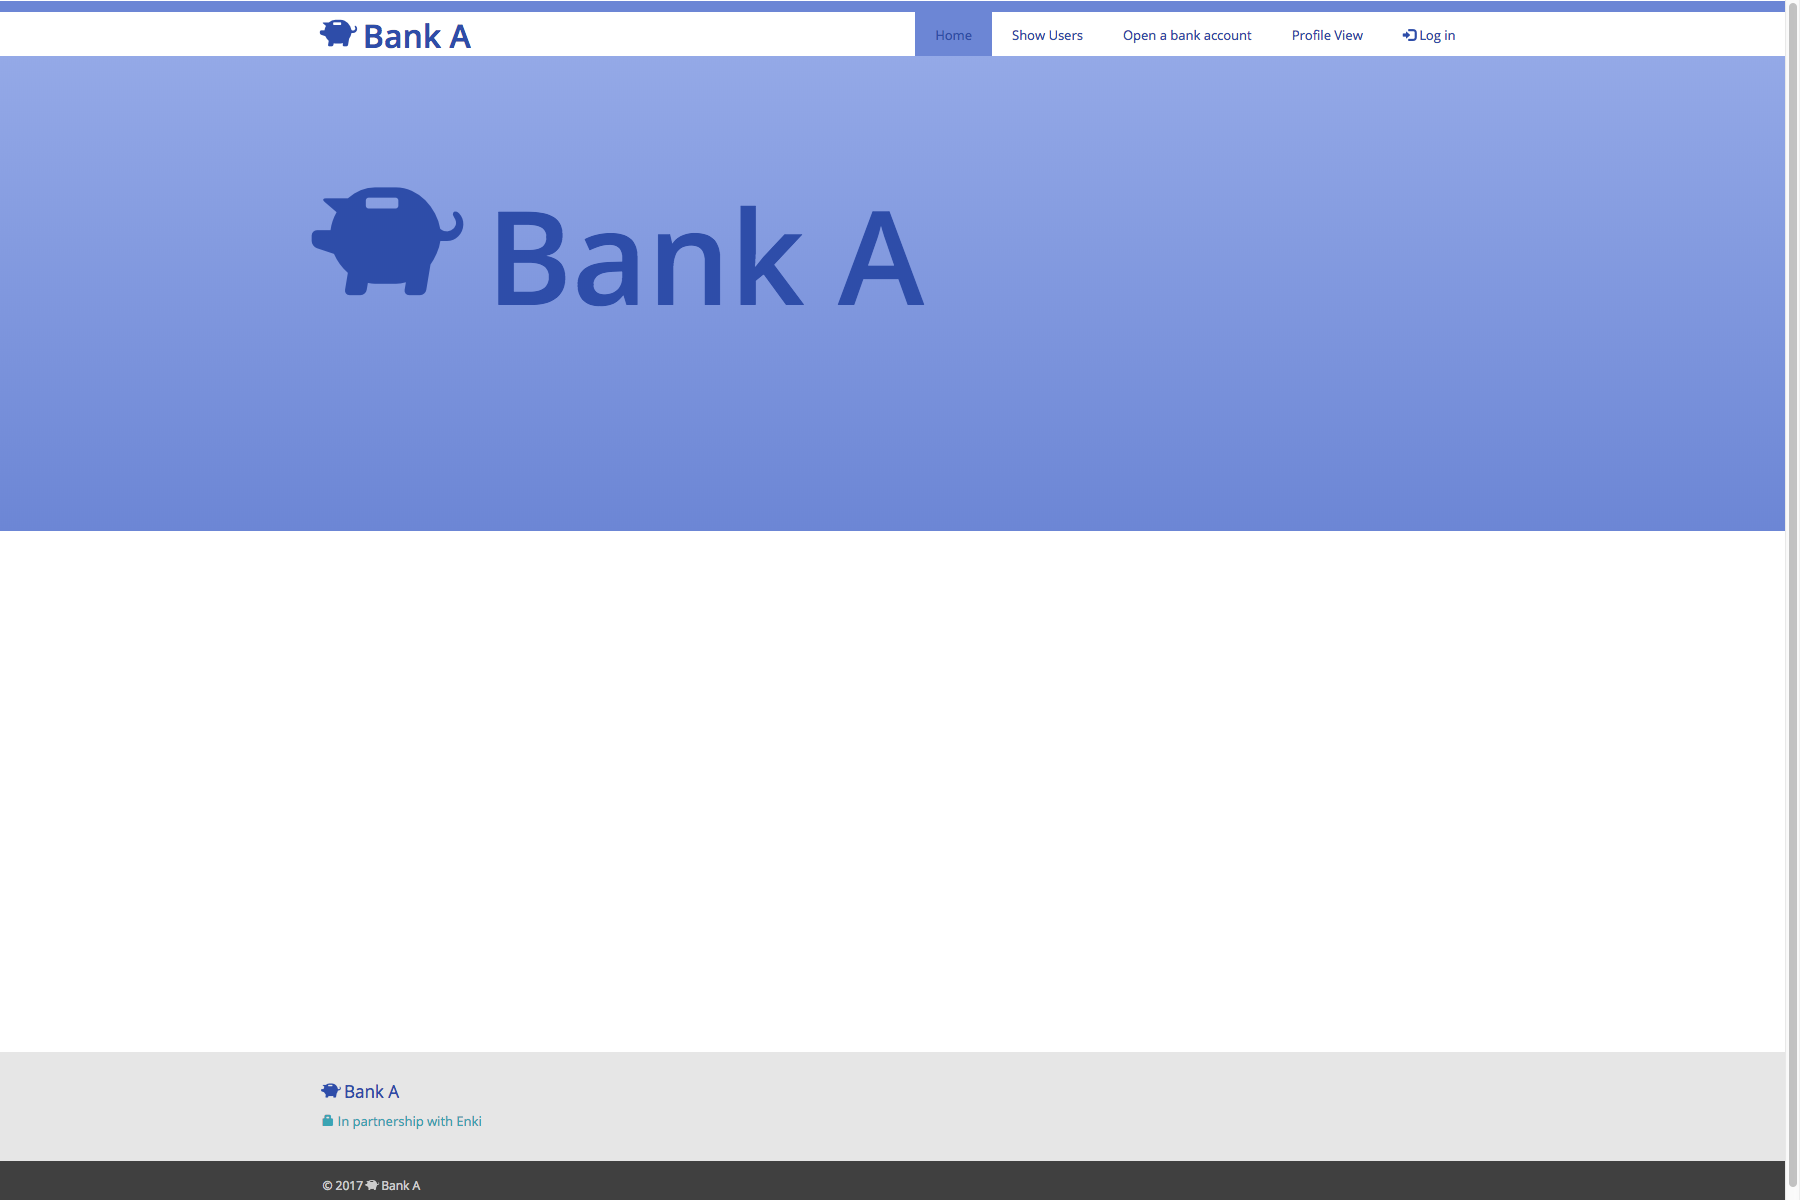 Bank A
Home Show Users Open a bank account Profile View Log in
Bank A
Bank A
In partnership with Enki
© 2017 Bank A